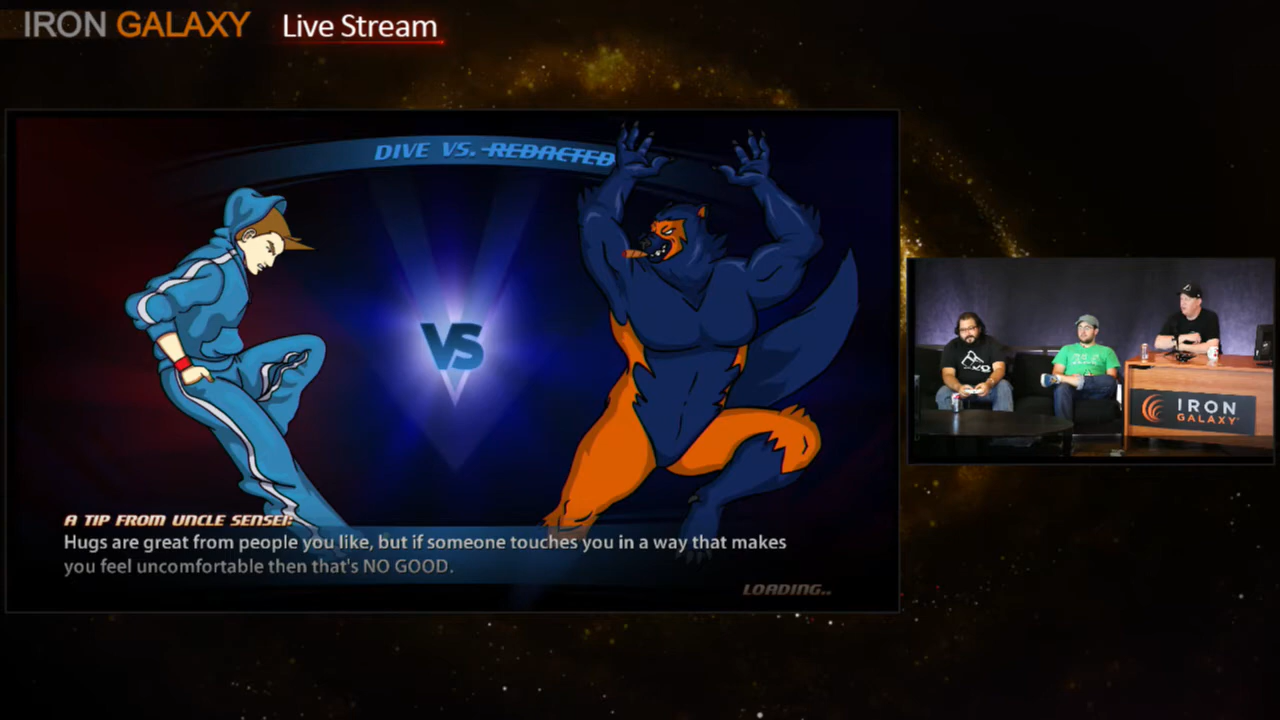 IRON GALAXY Live Stream
DIVE VS. REDACTED
VS
A TIP FROM UNCLE SENSEI:
Hugs are great from people you like, but if someone touches you in a way that makes
you feel uncomfortable then that's NO GOOD.
LOADING..
IRON
GALAXY